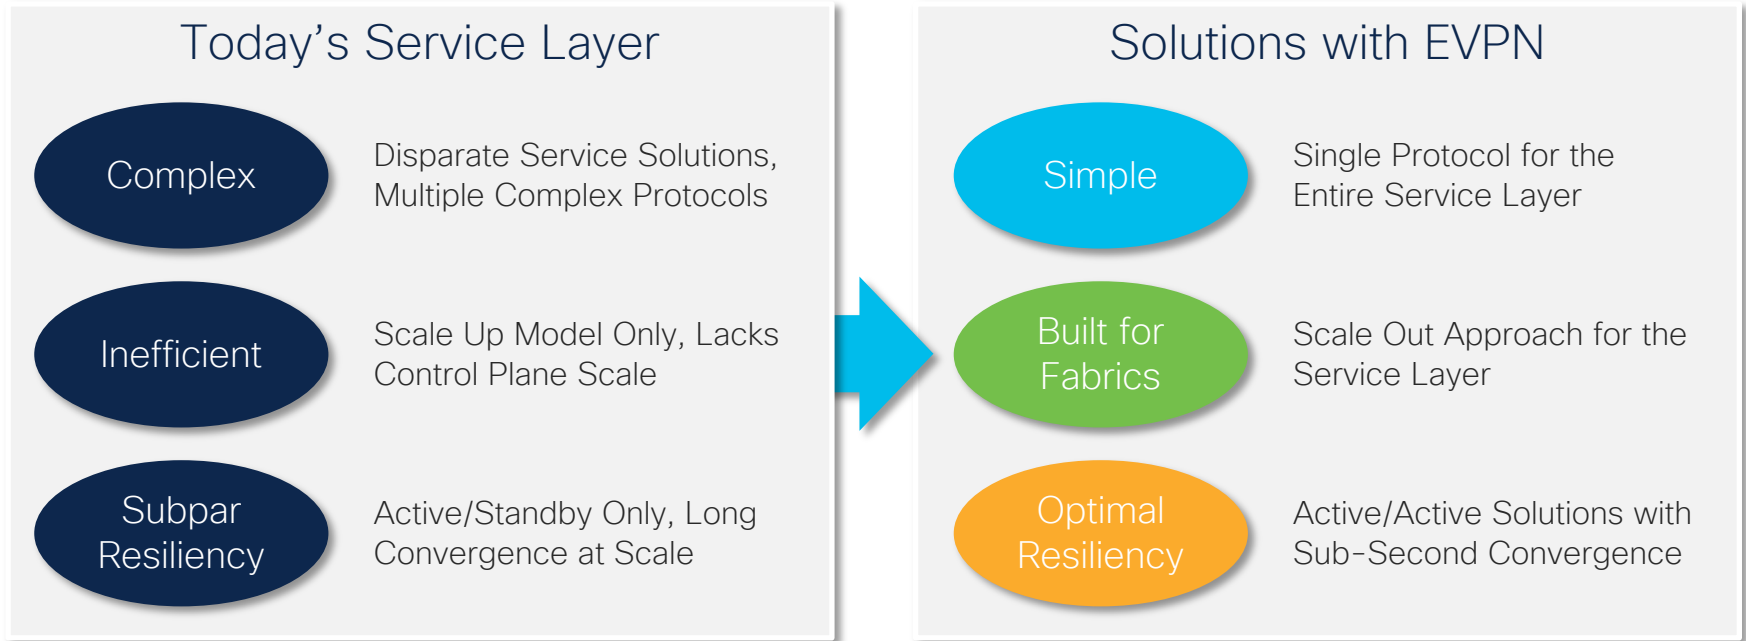 Today's Service Layer
Complex
Disparate Service Solutions,
Multiple Complex Protocols
Inefficient
Scale Up Model Only, Lacks
Control Plane Scale
Subpar
Resiliency
Active/Standby Only, Long
Convergence at Scale
Solutions with EVPN
Simple
Single Protocol for the
Entire Service Layer
Built for
Fabrics
Scale Out Approach for the
Service Layer
Optimal
Resiliency
Active/Active Solutions with
Sub-Second Convergence